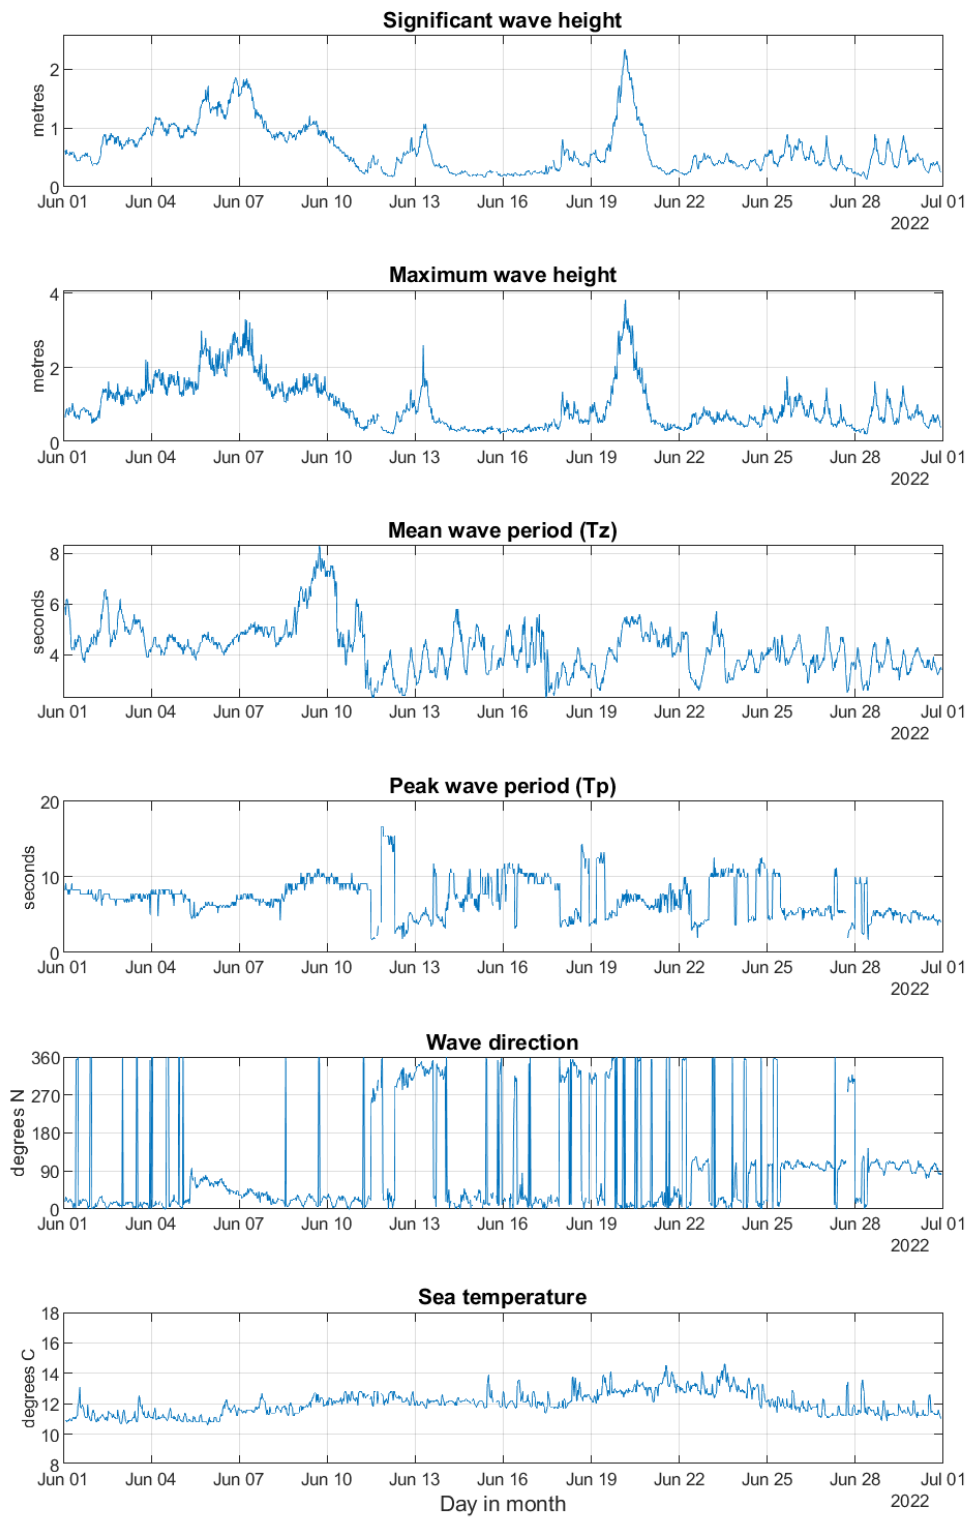 Significant wave height
metres
2
1
0
Jun 01 Jun 04 Jun 07 Jun 10 Jun 13 Jun 16 Jun 19 Jun 22 Jun 25 Jun 28 Jul 01
2022
Maximum wave height
metres
4
2
0
Jun 01 Jun 04 Jun 07 Jun 10 Jun 13 Jun 16 Jun 19 Jun 22 Jun 25 Jun 28 Jul 01
2022
Mean wave period (Tz)
seconds
8
6
4
Jun 01 Jun 04 Jun 07 Jun 10 Jun 13 Jun 16 Jun 19 Jun 22 Jun 25 Jun 28 Jul 01
2022
Peak wave period (Tp)
seconds
20
10
0
Jun 01 Jun 04 Jun 07 Jun 10 Jun 13 Jun 16 Jun 19 Jun 22 Jun 25 Jun 28 Jul 01
2022
Wave direction
degrees N
360
270
180
90
0
Jun 01 Jun 04 Jun 07 Jun 10 Jun 13 Jun 16 Jun 19 Jun 22 Jun 25 Jun 28 Jul 01
2022
Sea temperature
degrees C
18
16
14
12
10
8
Jun 01 Jun 04 Jun 07 Jun 10 Jun 13 Jun 16 Jun 19 Jun 22 Jun 25 Jun 28 Jul 01
Day in month
2022